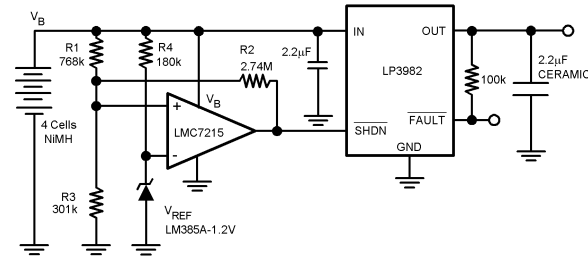 V_B
R1
768k
R4
180k
R2
2.74M
V_B
2.2µF
IN
OUT
LP3982
SHDN
FAULT
GND
100k
2.2µF
CERAMIC
4 Cells
NiMH
+
-
LMC7215
R3
301k
V_REF
LM385A-1.2V